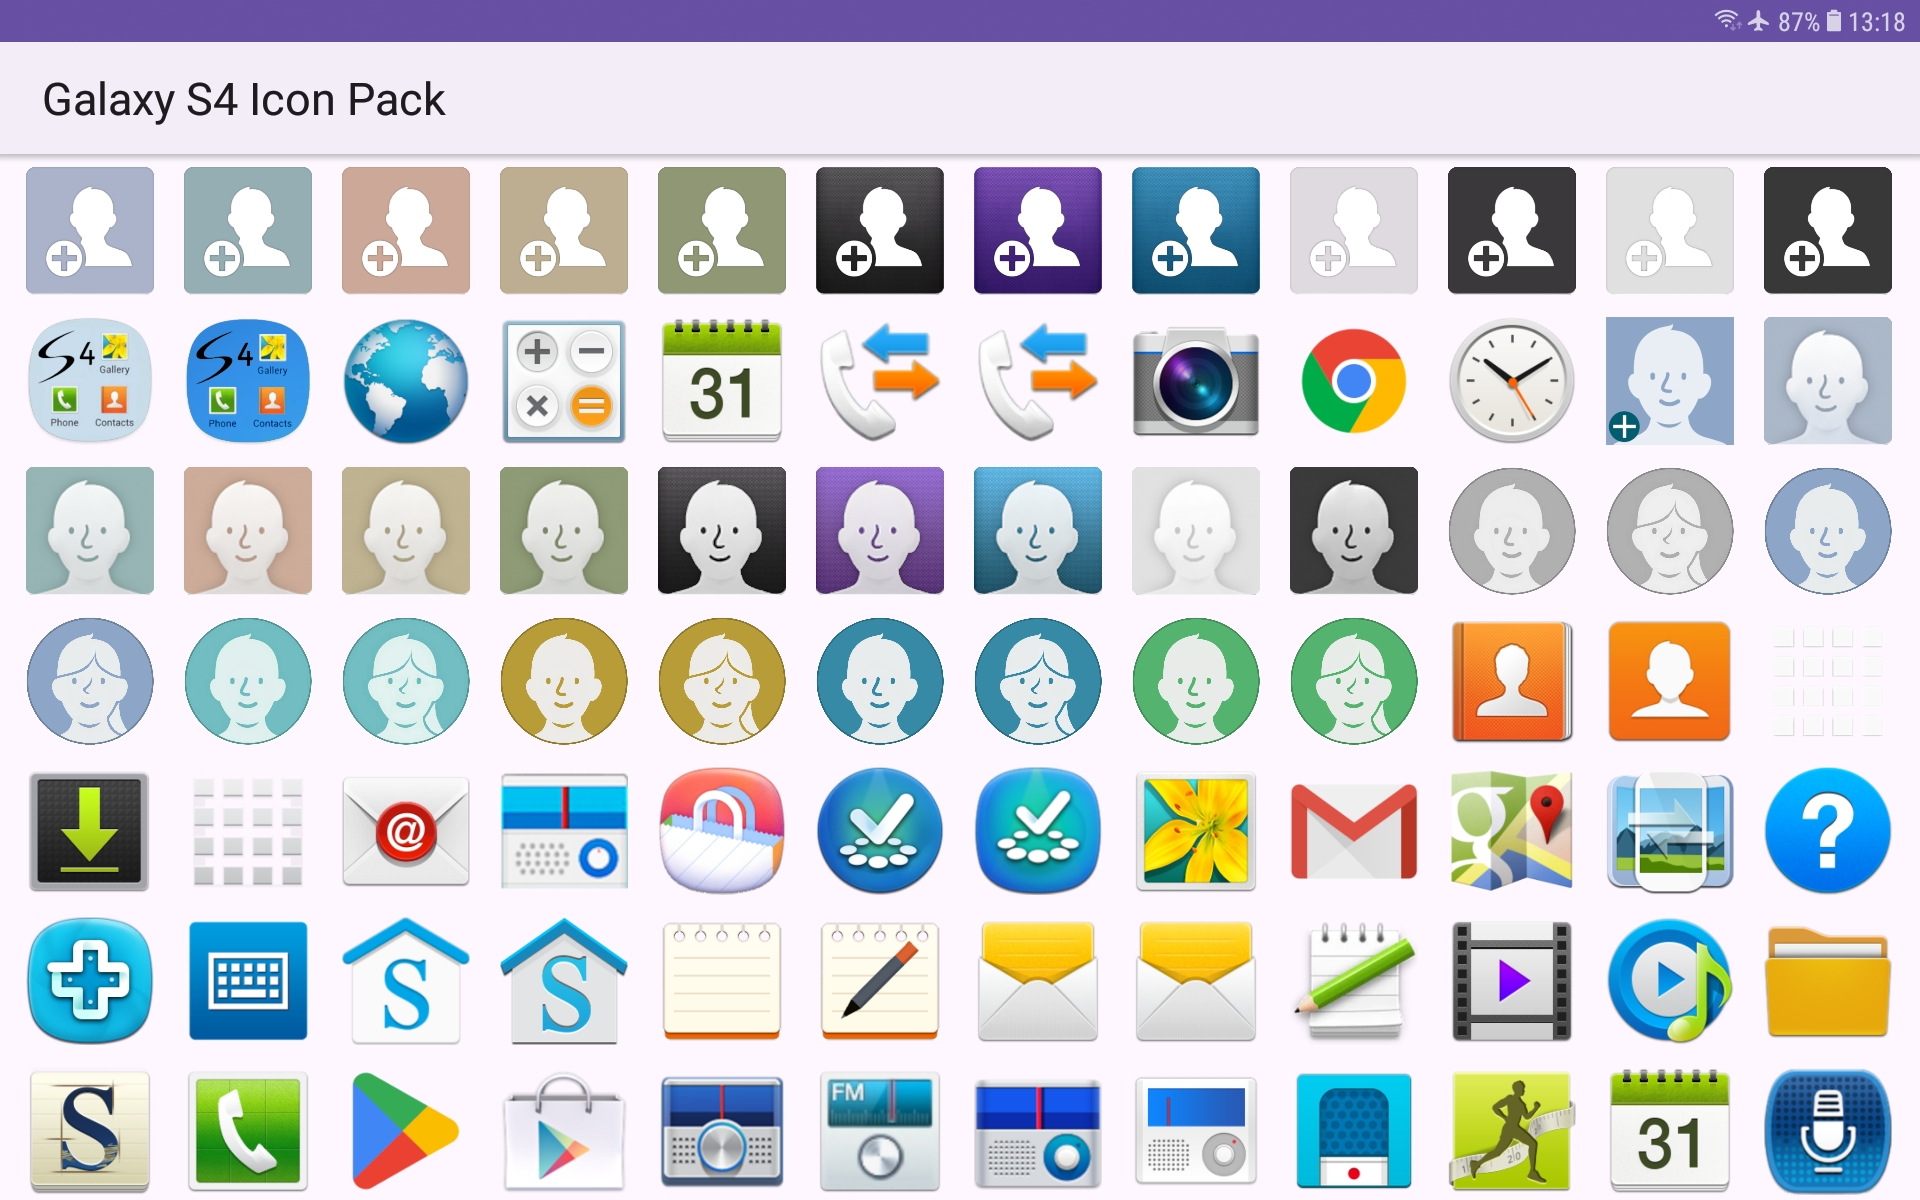 87% 13:18
Galaxy S4 Icon Pack
S4 Gallery Phone Contacts
S4 Gallery Phone Contacts
31
@
g
?
S
S
S
FM
20
31